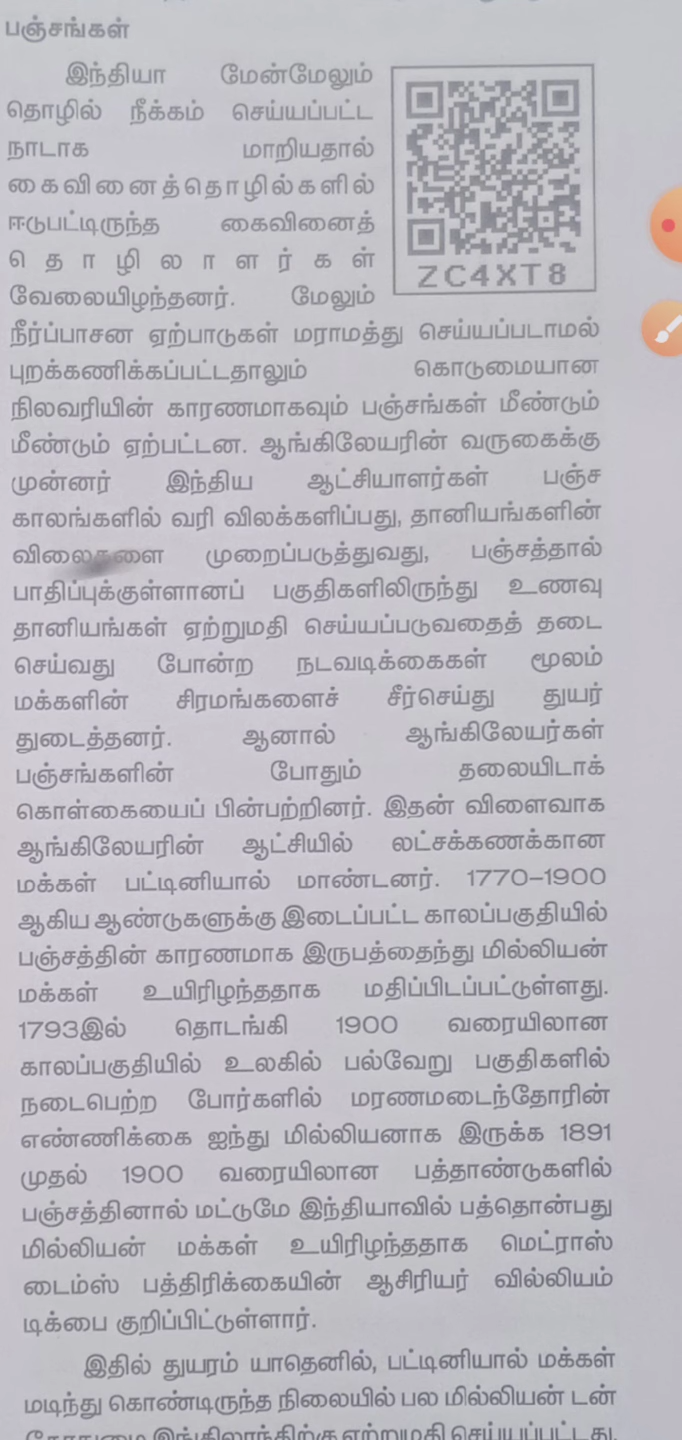 பஞ்சங்கள்
இந்தியா மேன்மேலும்
தொழில் நீக்கம் செய்யப்பட்ட
நாடாக மாறியதால்
கைவினைத்தொழில்களில்
ஈடுபட்டிருந்த கைவினைத்
தொழிலாளர்கள்
வேலையிழந்தனர். மேலும்
ZC4XT8
நீர்ப்பாசன ஏற்பாடுகள் மராமத்து செய்யப்படாமல்
புறக்கணிக்கப்பட்டதாலும் கொடுமையான
நிலவரியின் காரணமாகவும் பஞ்சங்கள் மீண்டும்
மீண்டும் ஏற்பட்டன. ஆங்கிலேயரின் வருகைக்கு
முன்னர் இந்திய ஆட்சியாளர்கள் பஞ்ச
காலங்களில் வரி விலக்களிப்பது, தானியங்களின்
விலைகளை முறைப்படுத்துவது, பஞ்சத்தால்
பாதிப்புக்குள்ளானப் பகுதிகளிலிருந்து உணவு
தானியங்கள் ஏற்றுமதி செய்யப்படுவதைத் தடை
செய்வது போன்ற நடவடிக்கைகள் மூலம்
மக்களின் சிரமங்களைச் சீர்செய்து துயர்
துடைத்தனர். ஆனால் ஆங்கிலேயர்கள்
பஞ்சங்களின் போதும் தலையிடாக்
கொள்கையைப் பின்பற்றினர். இதன் விளைவாக
ஆங்கிலேயரின் ஆட்சியில் லட்சக்கணக்கான
மக்கள் பட்டினியால் மாண்டனர். 1770–1900
ஆகிய ஆண்டுகளுக்கு இடைப்பட்ட காலப்பகுதியில்
பஞ்சத்தின் காரணமாக இருபத்தைந்து மில்லியன்
மக்கள் உயிரிழந்ததாக மதிப்பிடப்பட்டுள்ளது.
1793இல் தொடங்கி 1900 வரையிலான
காலப்பகுதியில் உலகில் பல்வேறு பகுதிகளில்
நடைபெற்ற போர்களில் மரணமடைந்தோரின்
எண்ணிக்கை ஐந்து மில்லியனாக இருக்க 1891
முதல் 1900 வரையிலான பத்தாண்டுகளில்
பஞ்சத்தினால் மட்டுமே இந்தியாவில் பத்தொன்பது
மில்லியன் மக்கள் உயிரிழந்ததாக மெட்ராஸ்
டைம்ஸ் பத்திரிக்கையின் ஆசிரியர் வில்லியம்
டிக்பை குறிப்பிட்டுள்ளார்.
இதில் துயரம் யாதெனில், பட்டினியால் மக்கள்
மடிந்து கொண்டிருந்த நிலையில் பல மில்லியன் டன்
கோதுமை இங்கிலாந்திற்கு ஏற்றுமதி செய்யப்பட்டது.